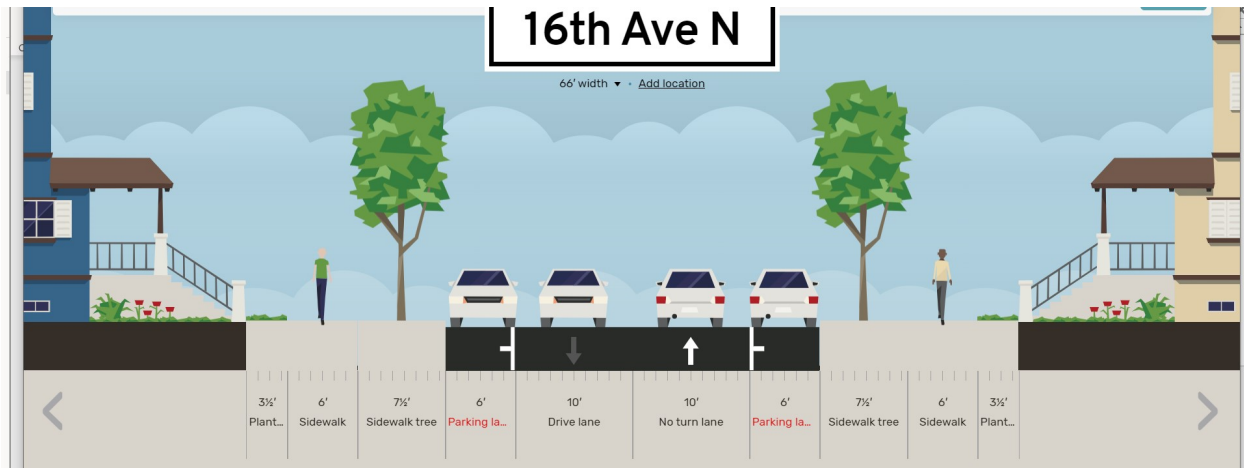 16th Ave N
66' width ▾ · Add location
3½' 6' 7½' 6' 10' 10' 6' 7½' 6' 3½'
Plant... Sidewalk Sidewalk tree Parking la... Drive lane No turn lane Parking la... Sidewalk tree Sidewalk Plant...